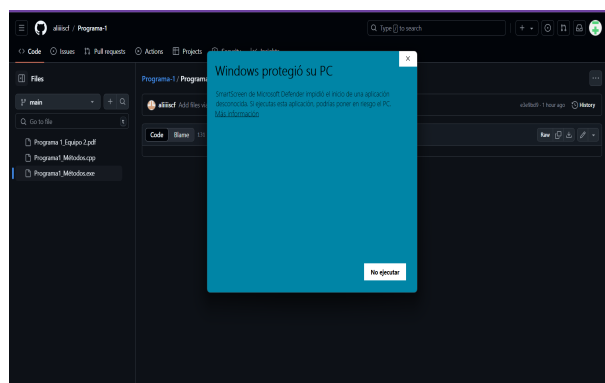 aliiiscf / Programa-1
Type / to search
Code Issues Pull requests Actions Projects
Files
main
Go to file
t
Programa 1_Equipo 2.pdf
Programa1_Métodos.cpp
Programa1_Métodos.exe
Programa-1 / Programa
aliiiscf Add files
1 hour ago History
Code Blame
Raw
X
Windows protegió su PC
SmartScreen de Microsoft Defender impidió el inicio de una aplicación
desconocida. Si ejecutas esta aplicación, podrías poner en riesgo el PC.
Más información
No ejecutar